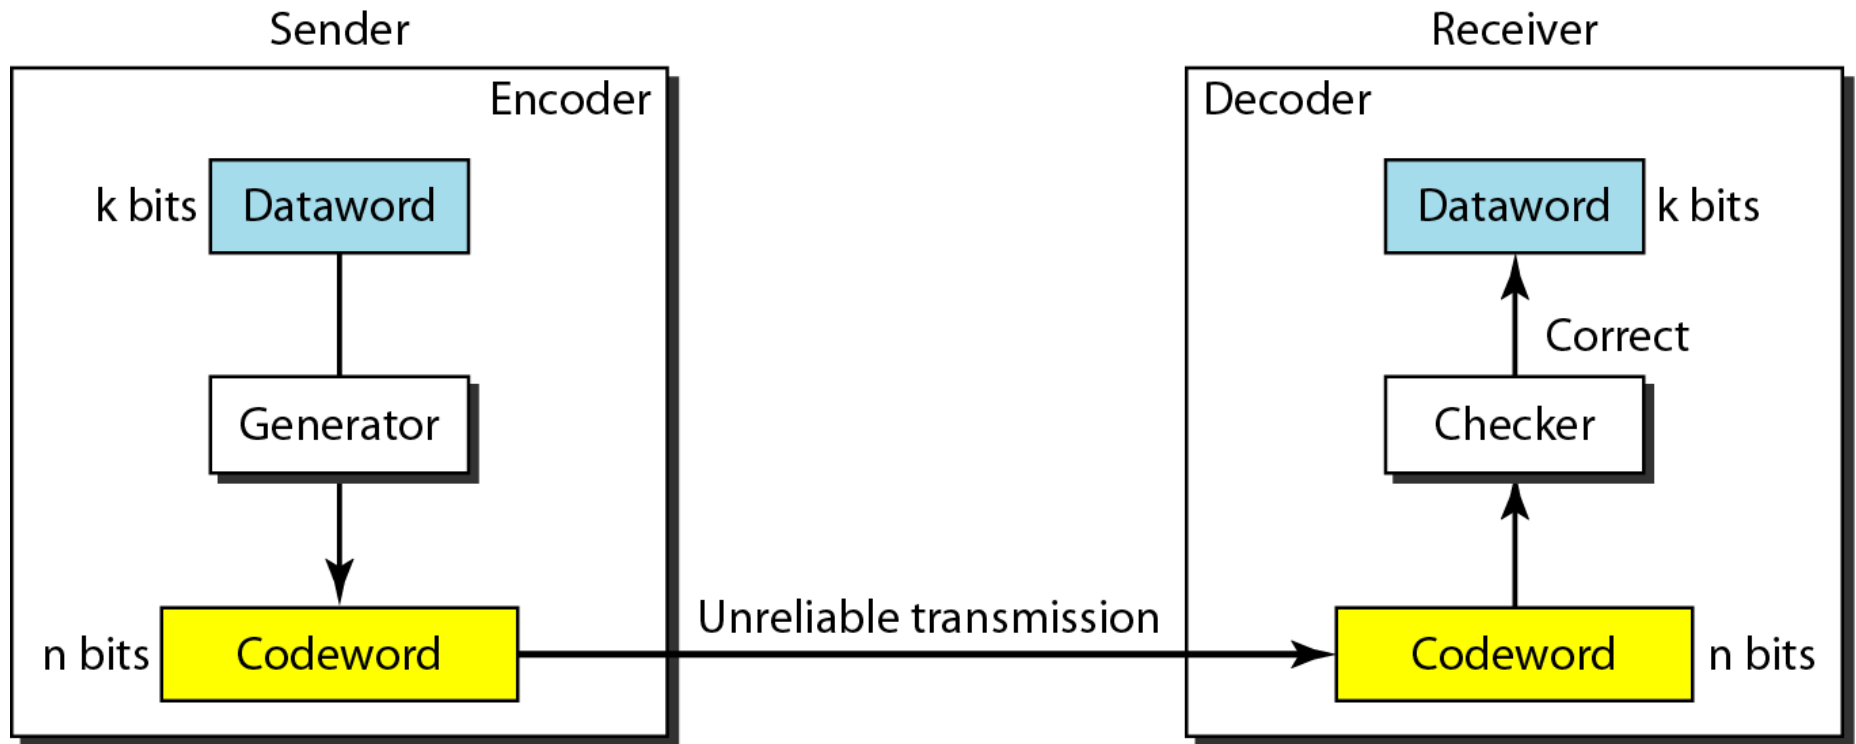 Sender
Encoder
k bits
Dataword
Generator
n bits
Codeword
Unreliable transmission
Receiver
Decoder
Dataword
k bits
Correct
Checker
Codeword
n bits